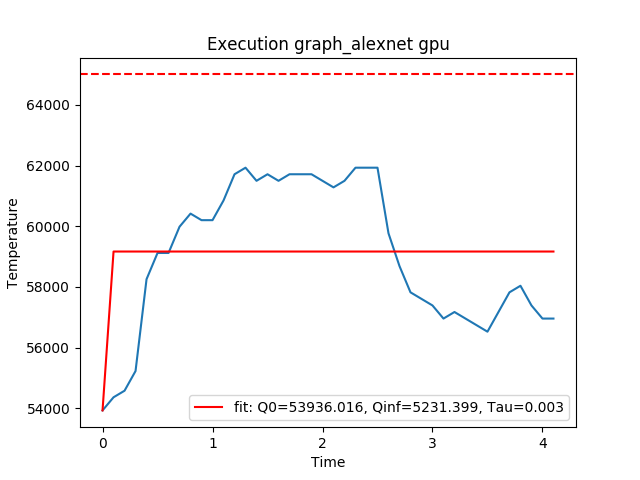 Execution graph_alexnet gpu
Temperature
64000
62000
60000
58000
56000
54000
fit: Q0=53936.016, Qinf=5231.399, Tau=0.003
0
1
2
3
4
Time